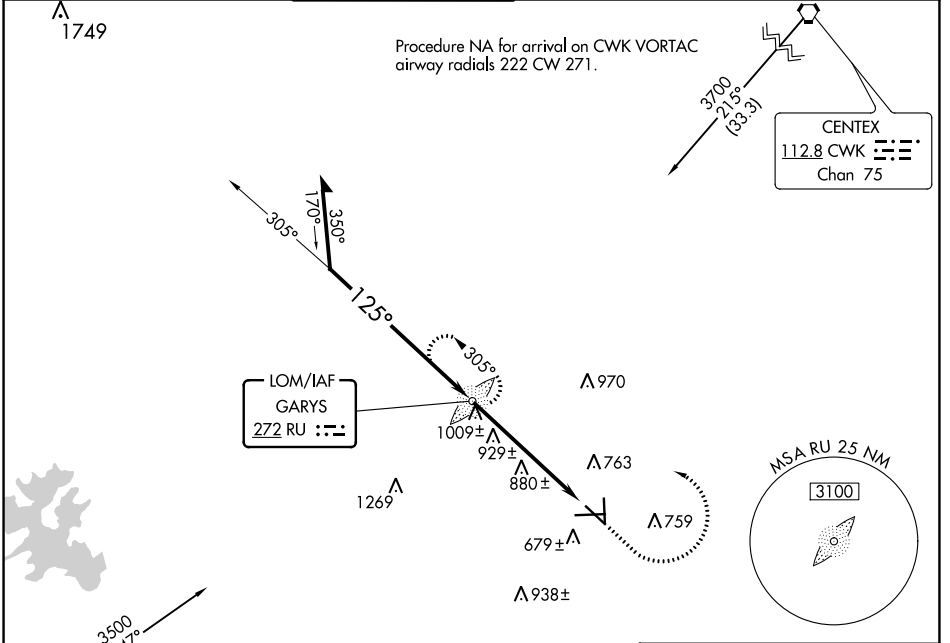 1749
Procedure NA for arrival on CWK VORTAC
airway radials 222 CW 271.
3700
215°
(33.3)
CENTEX
112.8 CWK
Chan 75
305°
170°
350°
125°
305°
LOM/IAF
GARYS
272 RU
970
1009±
929±
880±
763
1269
759
679±
938±
MSA RU 25 NM
3100
3500